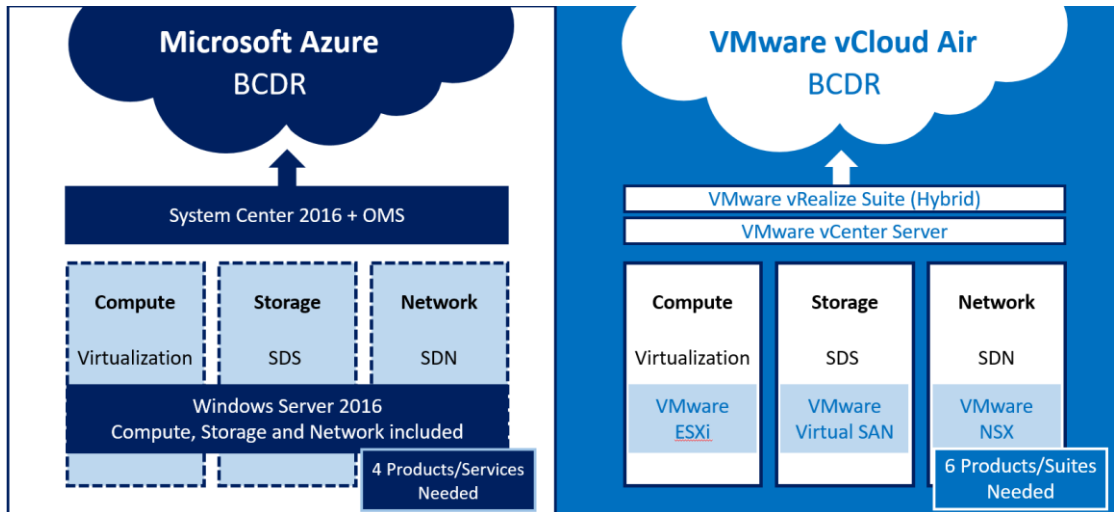 Microsoft Azure
BCDR
System Center 2016 + OMS
Compute
Storage
Network
Virtualization
SDS
SDN
Windows Server 2016
Compute, Storage and Network included
4 Products/Services
Needed
VMware vCloud Air
BCDR
VMware vRealize Suite (Hybrid)
VMware vCenter Server
Compute
Storage
Network
Virtualization
SDS
SDN
VMware
ESXi
VMware
Virtual SAN
VMware
NSX
6 Products/Suites
Needed